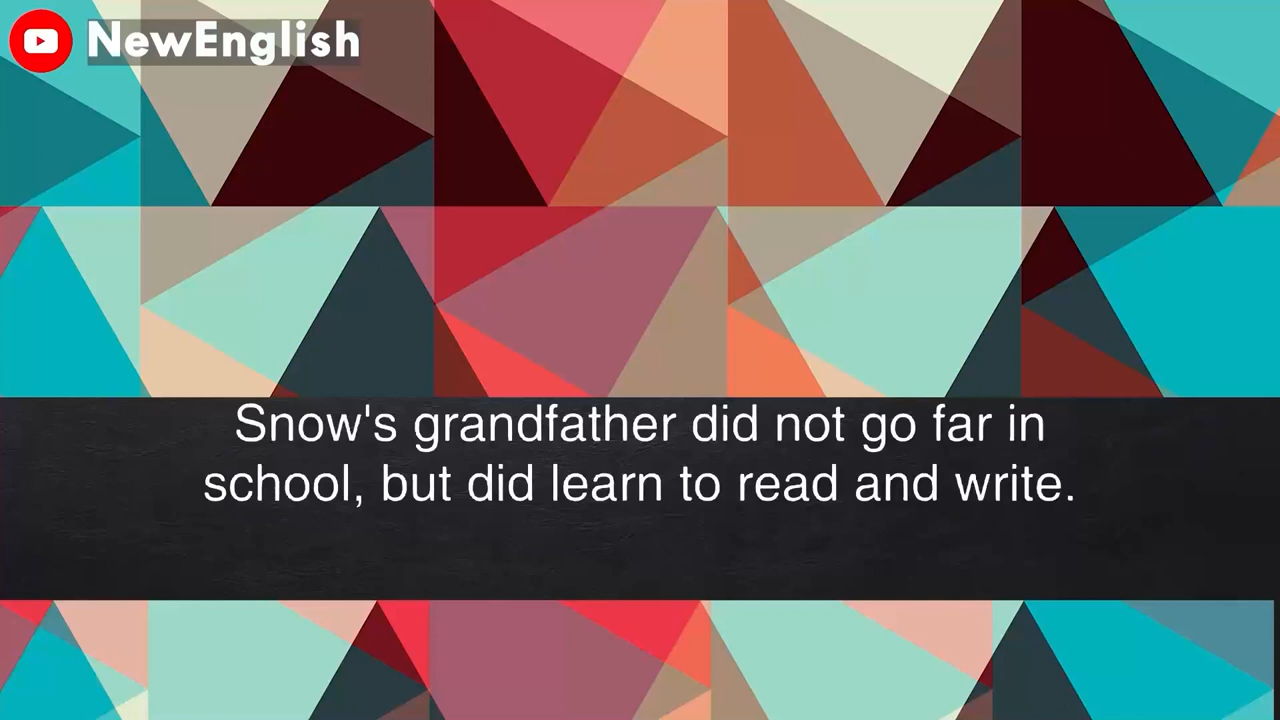 NewEnglish
Snow's grandfather did not go far in
school, but did learn to read and write.